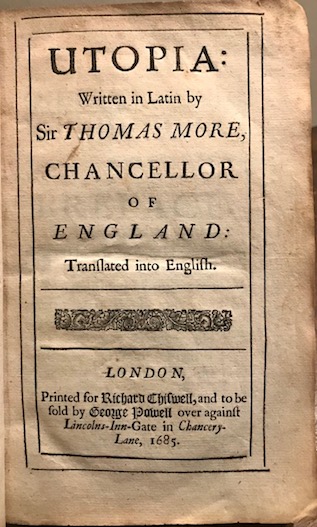 UTOPIA:
Written in Latin by
Sir THOMAS MORE,
CHANCELLOR
OF
ENGLAND:
Tranſlated into Engliſh.
LONDON,
Printed for Richard Chiſwell, and to be
ſold by George Powell over againſt
Lincolns-Inn-Gate in Chancery-
Lane, 1685.